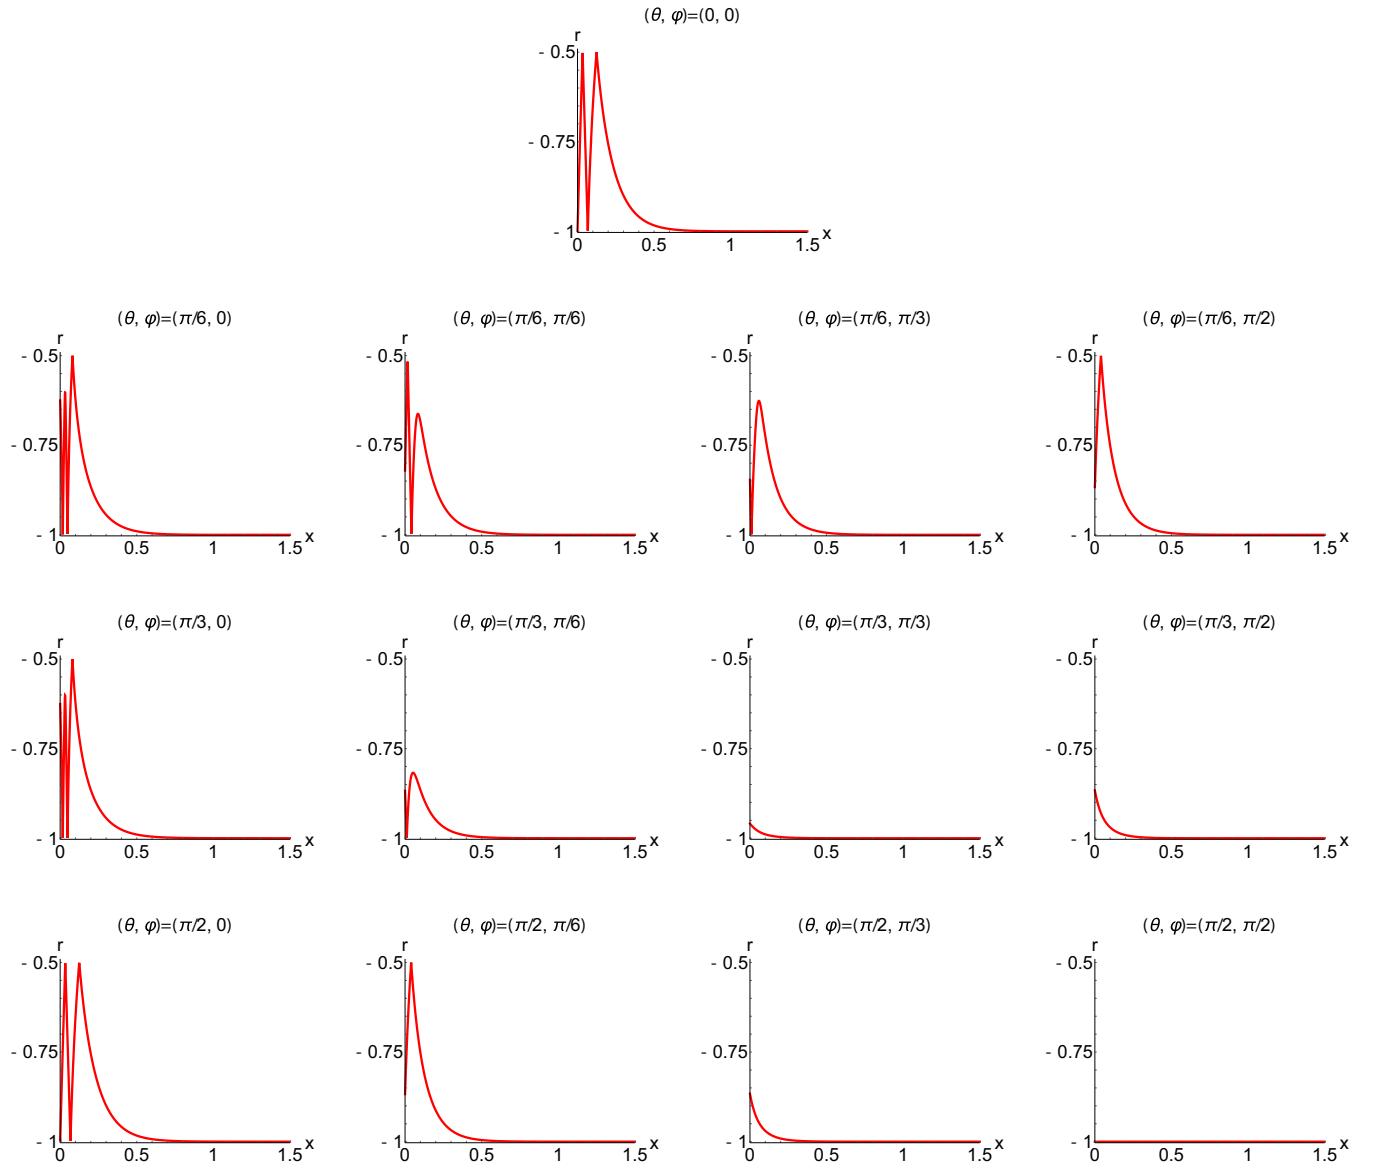 (θ, φ)=(0, 0)
r
- 0.5
- 0.75
- 1
0 0.5 1 1.5 x
(θ, φ)=(π/6, 0) (θ, φ)=(π/6, π/6) (θ, φ)=(π/6, π/3) (θ, φ)=(π/6, π/2)
r r r r
- 0.5 - 0.5 - 0.5 - 0.5
- 0.75 - 0.75 - 0.75 - 0.75
- 1 - 1 - 1 - 1
0 0.5 1 1.5 x 0 0.5 1 1.5 x 0 0.5 1 1.5 x 0 0.5 1 1.5 x
(θ, φ)=(π/3, 0) (θ, φ)=(π/3, π/6) (θ, φ)=(π/3, π/3) (θ, φ)=(π/3, π/2)
r r r r
- 0.5 - 0.5 - 0.5 - 0.5
- 0.75 - 0.75 - 0.75 - 0.75
- 1 - 1 - 1 - 1
0 0.5 1 1.5 x 0 0.5 1 1.5 x 0 0.5 1 1.5 x 0 0.5 1 1.5 x
(θ, φ)=(π/2, 0) (θ, φ)=(π/2, π/6) (θ, φ)=(π/2, π/3) (θ, φ)=(π/2, π/2)
r r r r
- 0.5 - 0.5 - 0.5 - 0.5
- 0.75 - 0.75 - 0.75 - 0.75
- 1 - 1 - 1 - 1
0 0.5 1 1.5 x 0 0.5 1 1.5 x 0 0.5 1 1.5 x 0 0.5 1 1.5 x